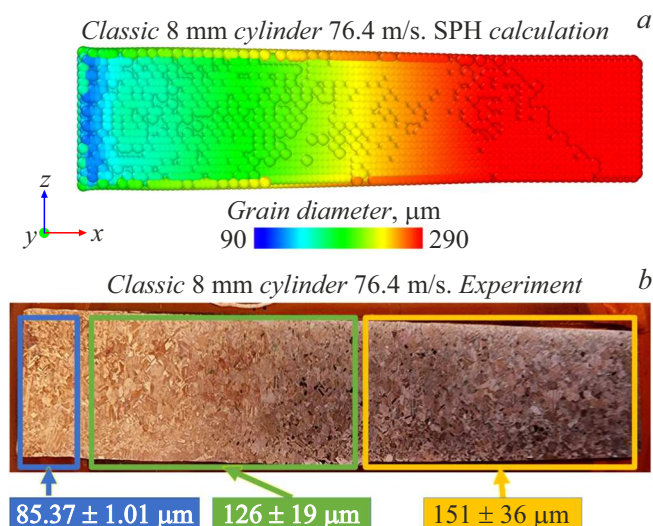 Classic 8 mm cylinder 76.4 m/s. SPH calculation a
z
y x
Grain diameter, μm
90 290
Classic 8 mm cylinder 76.4 m/s. Experiment b
85.37 ± 1.01 μm 126 ± 19 μm 151 ± 36 μm